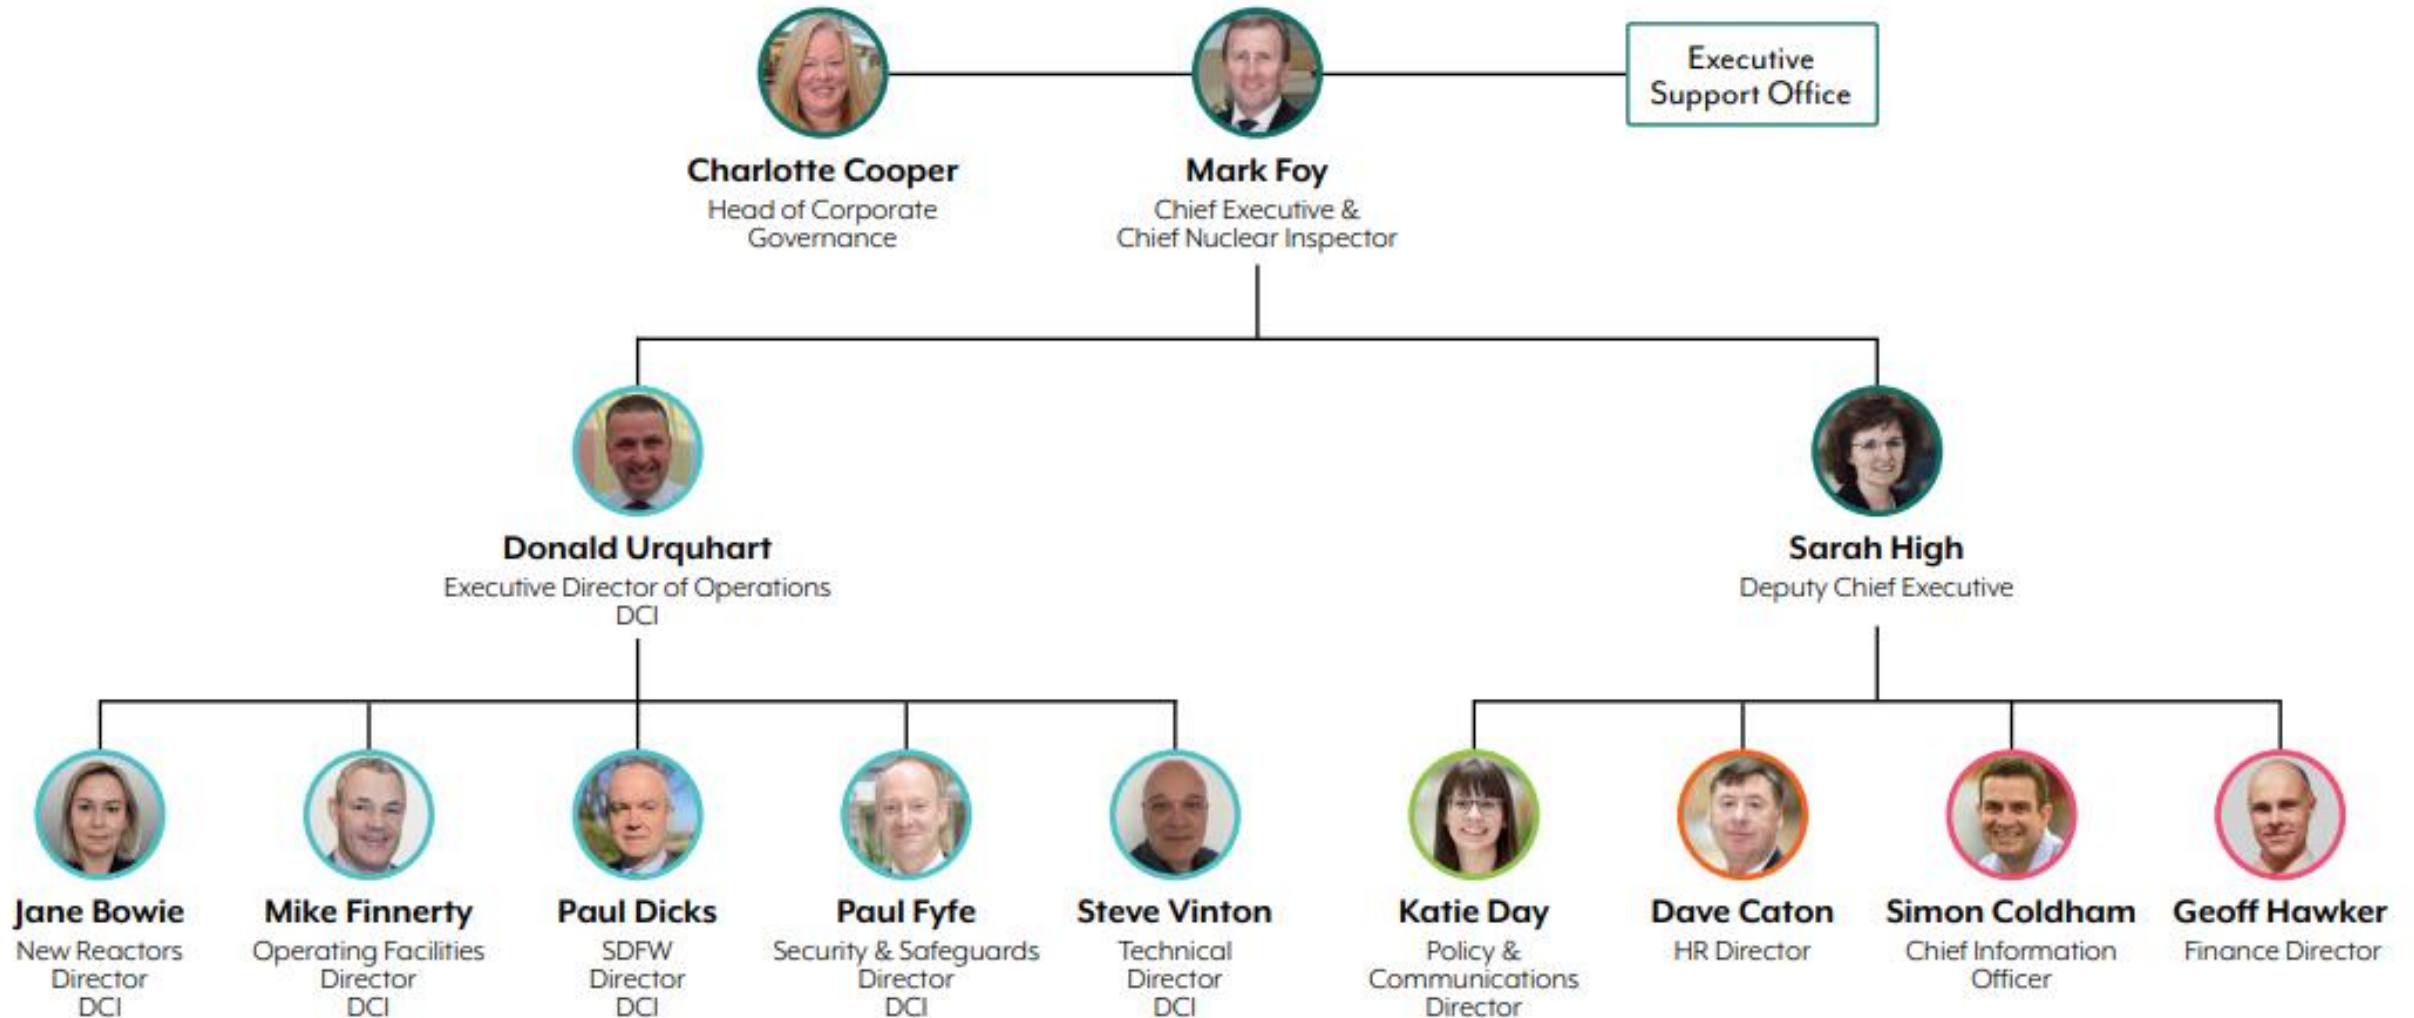 Executive
Support Office
Charlotte Cooper
Head of Corporate
Governance
Mark Foy
Chief Executive &
Chief Nuclear Inspector
Donald Urquhart
Executive Director of Operations
DCI
Sarah High
Deputy Chief Executive
Jane Bowie
New Reactors
Director
DCI
Mike Finnerty
Operating Facilities
Director
DCI
Paul Dicks
SDFW
Director
DCI
Paul Fyfe
Security & Safeguards
Director
DCI
Steve Vinton
Technical
Director
DCI
Katie Day
Policy &
Communications
Director
Dave Caton
HR Director
Simon Coldham
Chief Information
Officer
Geoff Hawker
Finance Director